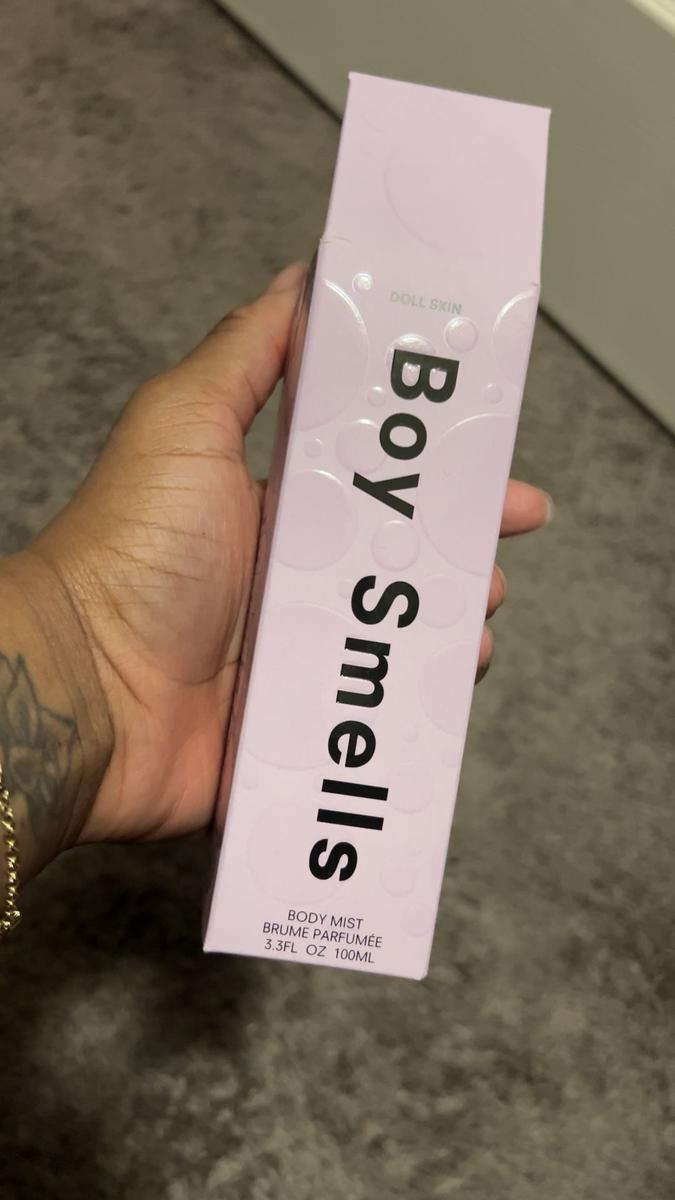 DOLL SKIN
Boy Smells
BODY MIST
BRUME PARFUMÉE
3.3FL OZ 100ML